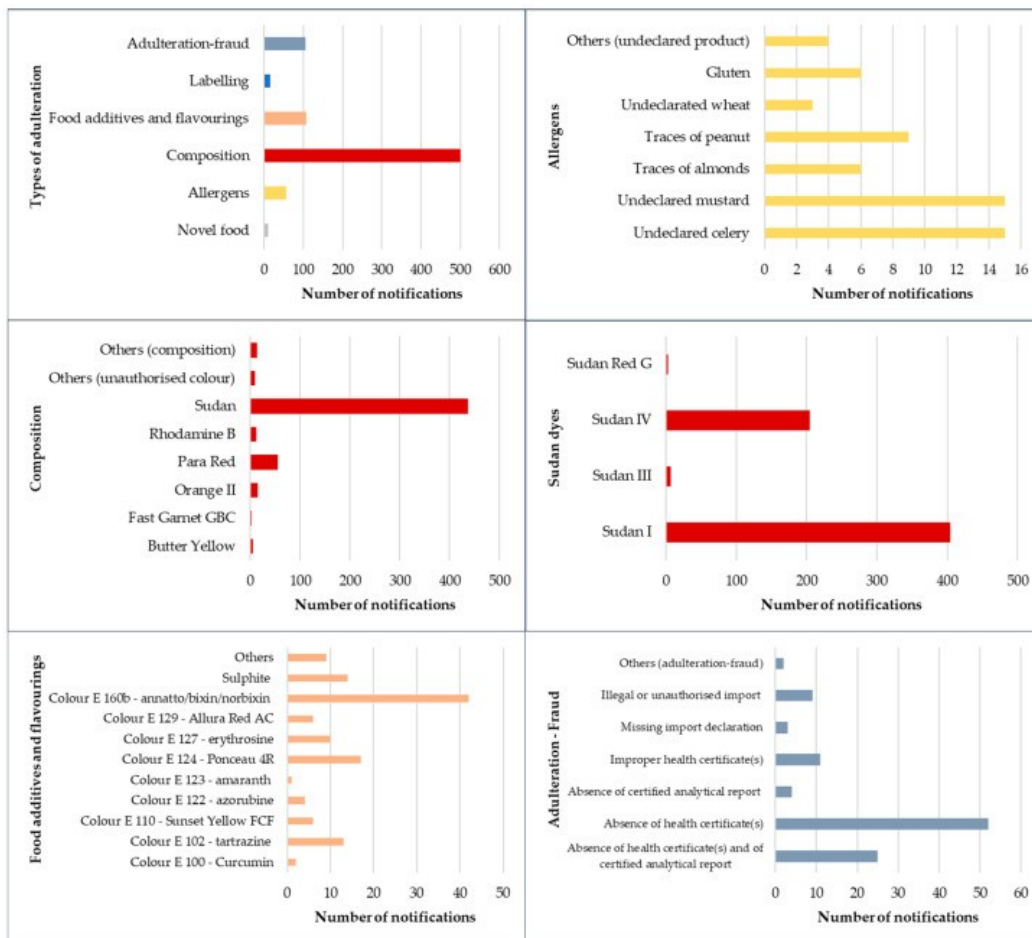 Types of adulteration
Adulteration-fraud
Labelling
Food additives and flavourings
Composition
Allergens
Novel food
0 100 200 300 400 500 600
Number of notifications
Allergens
Others (undeclared product)
Gluten
Undeclarated wheat
Traces of peanut
Traces of almonds
Undeclared mustard
Undeclared celery
0 2 4 6 8 10 12 14 16
Number of notifications
Composition
Others (composition)
Others (unauthorised colour)
Sudan
Rhodamine B
Para Red
Orange II
Fast Garnet GBC
Butter Yellow
0 100 200 300 400 500
Number of notifications
Sudan dyes
Sudan Red G
Sudan IV
Sudan III
Sudan I
0 100 200 300 400 500
Number of notifications
Food additives and flavourings
Others
Sulphite
Colour E 160b - annatto/bixin/norbixin
Colour E 129 - Allura Red AC
Colour E 127 - erythrosine
Colour E 124 - Ponceau 4R
Colour E 123 - amaranth
Colour E 122 - azorubine
Colour E 110 - Sunset Yellow FCF
Colour E 102 - tartrazine
Colour E 100 - Curcumin
0 10 20 30 40 50
Number of notifications
Adulteration - Fraud
Others (adulteration-fraud)
Illegal or unauthorised import
Missing import declaration
Improper health certificate(s)
Absence of certified analytical report
Absence of health certificate(s)
Absence of health certificate(s) and of
certified analytical report
0 10 20 30 40 50 60
Number of notifications